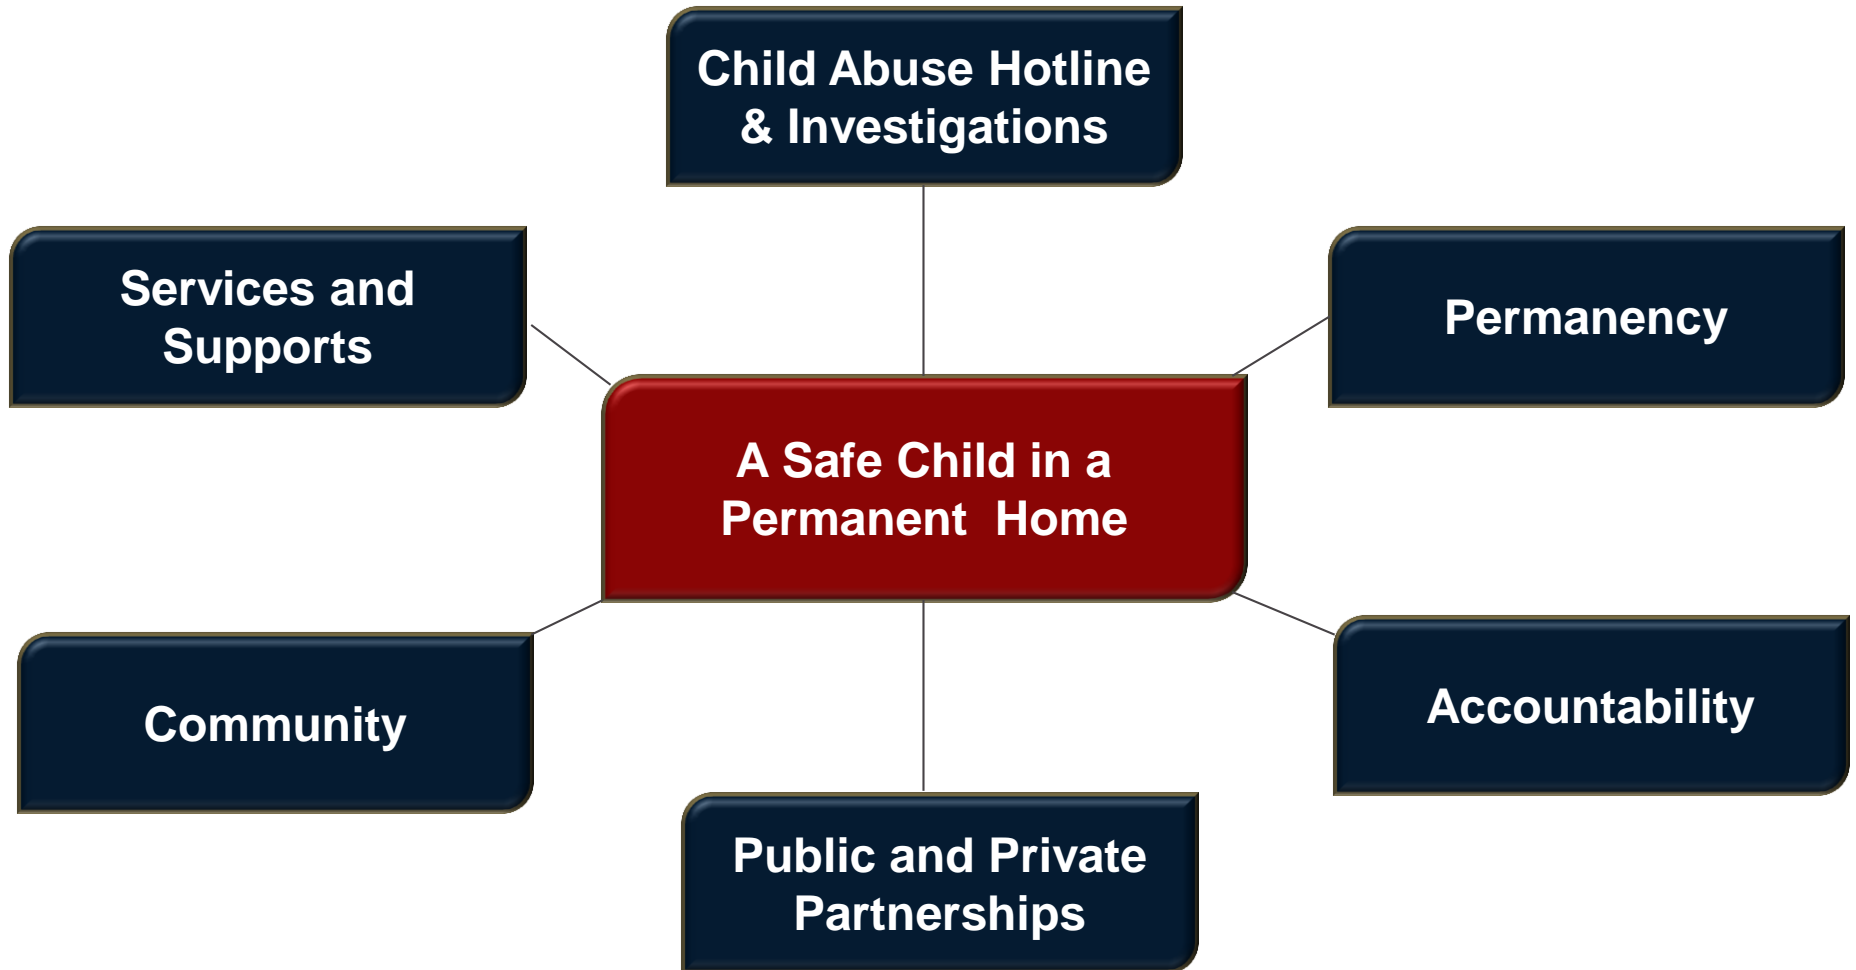 Child Abuse Hotline
& Investigations
Services and
Supports
Permanency
A Safe Child in a
Permanent  Home
Community
Accountability
Public and Private
Partnerships